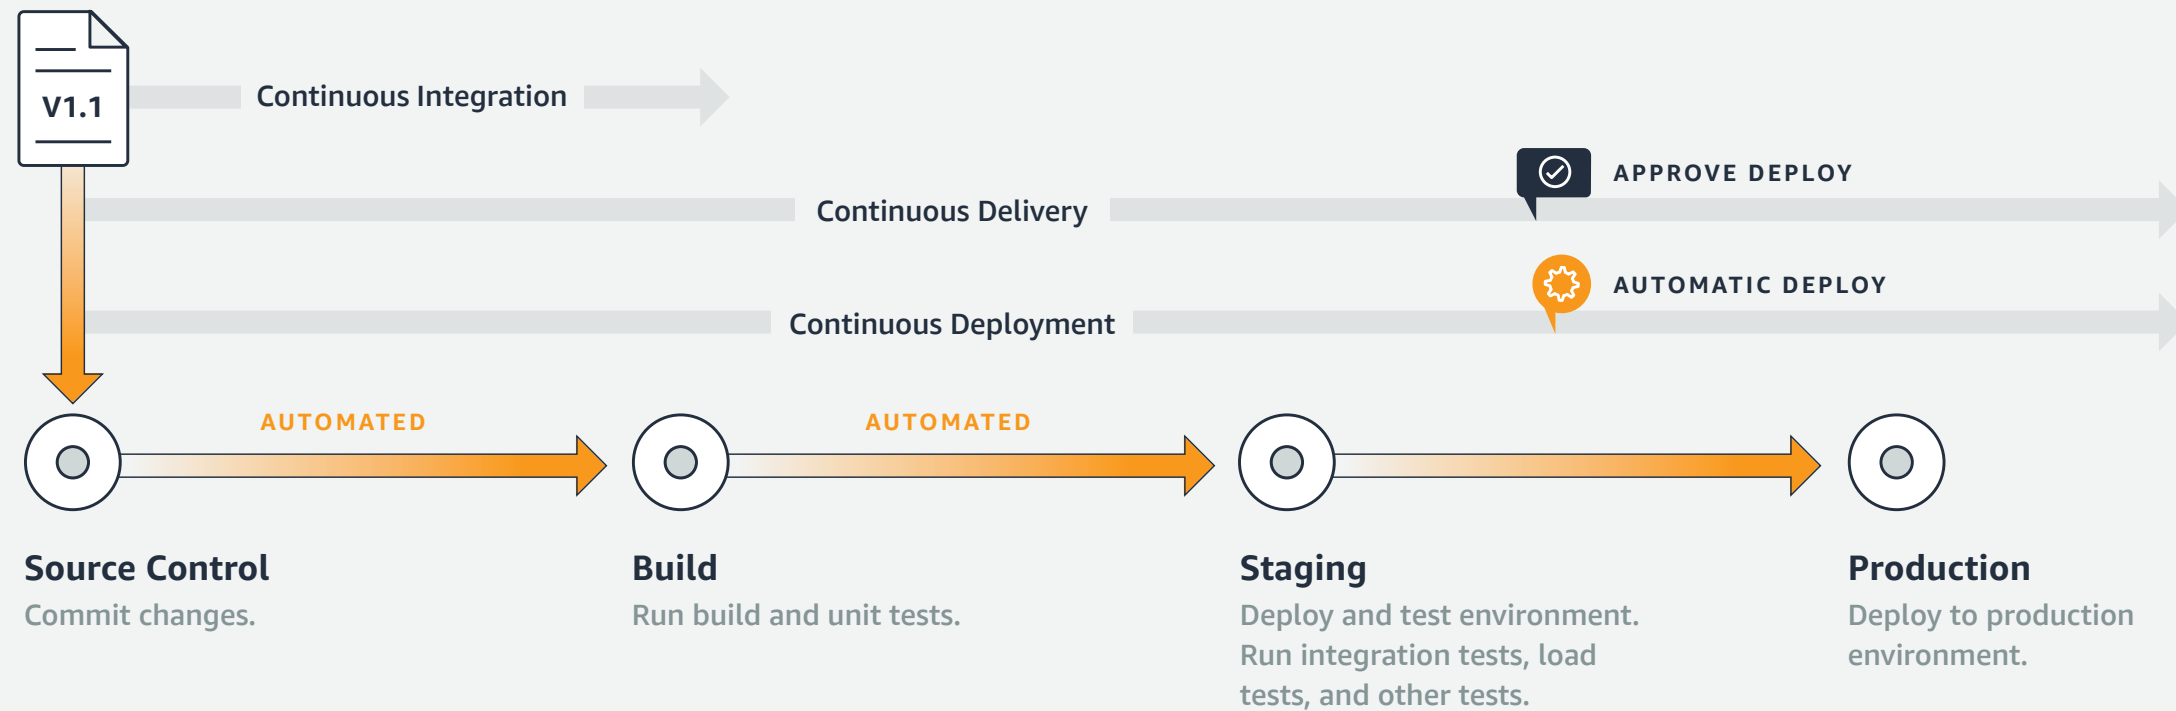 V1.1
Continuous Integration
APPROVE DEPLOY
Continuous Delivery
AUTOMATIC DEPLOY
Continuous Deployment
AUTOMATED
AUTOMATED
Source Control
Commit changes.
Build
Run build and unit tests.
Staging
Deploy and test environment.
Run integration tests, load
tests, and other tests.
Production
Deploy to production
environment.